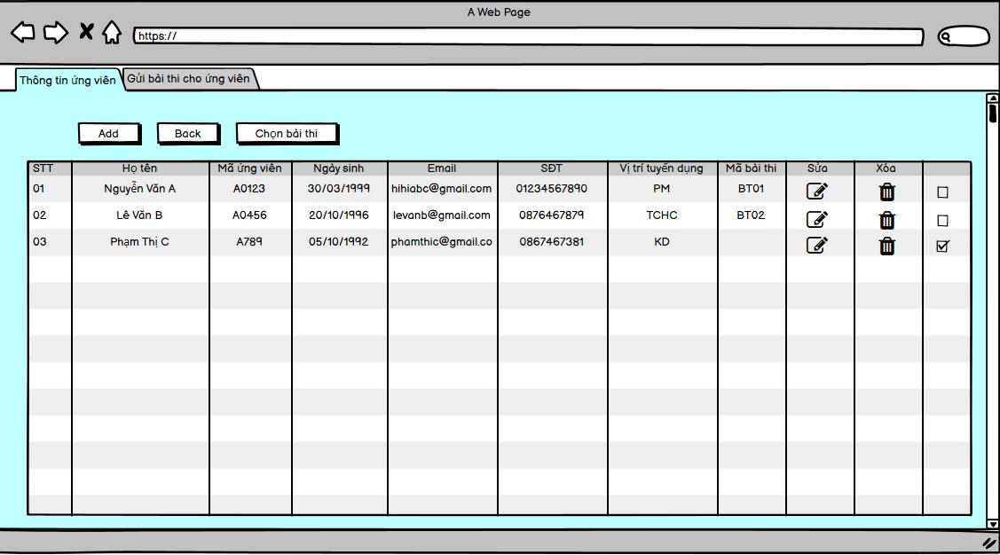 A Web Page
https://
Thông tin ứng viên Gửi bài thi cho ứng viên
Add Back Chọn bài thi
STT Họ tên Mã ứng viên Ngày sinh Email SĐT Vị trí tuyển dụng Mã bài thi Sửa Xóa
01 Nguyễn Văn A A0123 30/03/1999 hihiabc@gmail.com 01234567890 PM BT01
02 Lê Văn B A0456 20/10/1996 levanb@gmail.com 0876467879 TCHC BT02
03 Phạm Thị C A789 05/10/1992 phamthic@gmail.co 0867467381 KD